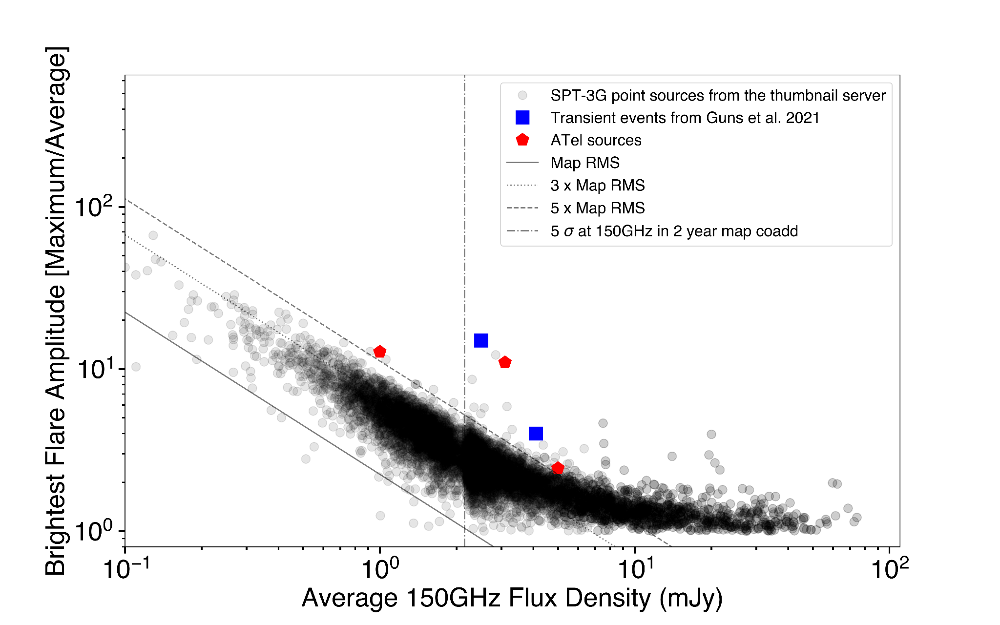 Brightest Flare Amplitude [Maximum/Average]
10²
10¹
10⁰
SPT-3G point sources from the thumbnail server
Transient events from Guns et al. 2021
ATel sources
Map RMS
3 x Map RMS
5 x Map RMS
5 σ at 150GHz in 2 year map coadd
10⁻¹ 10⁰ 10¹ 10²
Average 150GHz Flux Density (mJy)